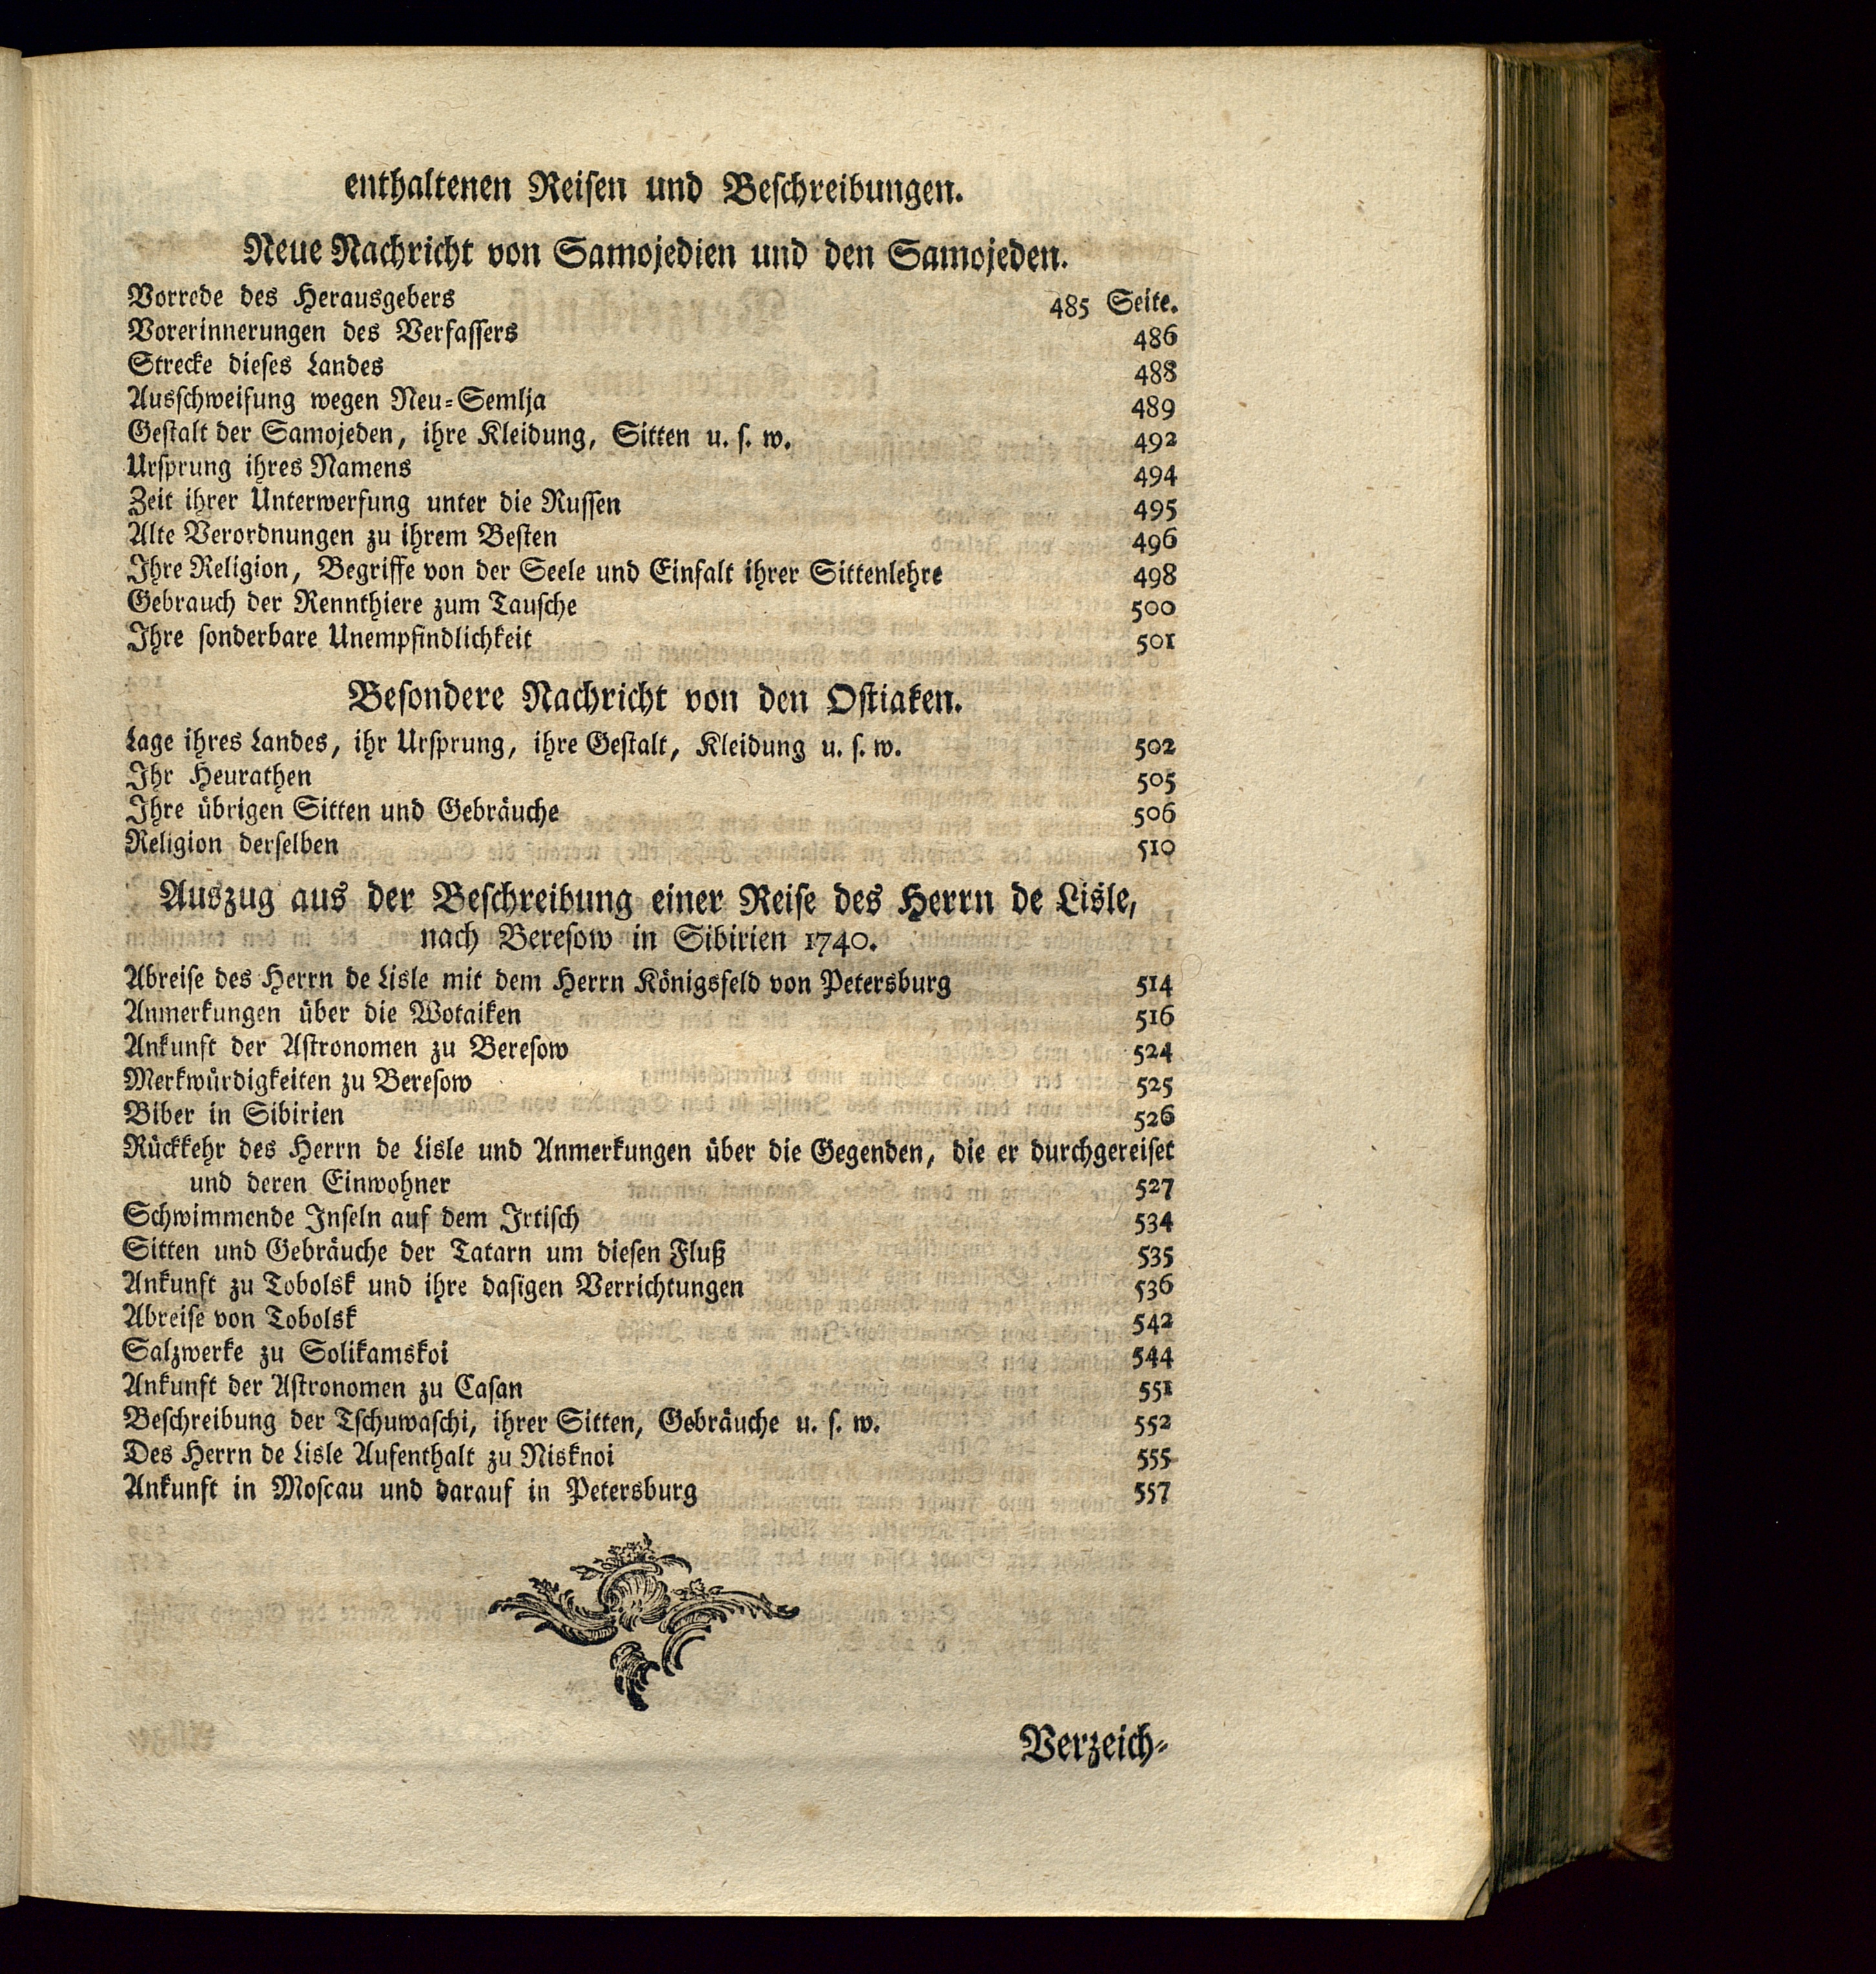 enthaltenen Reisen und Beschreibungen.
Neue Nachricht von Samojedien und den Samojeden.
Vorrede des Herausgebers 485 Seite.
Vorerinnerungen des Verfassers 486
Strecke dieses Landes 488
Ausschweifung wegen Neu-Semlja 489
Gestalt der Samojeden, ihre Kleidung, Sitten u. s. w. 492
Ursprung ihres Namens 494
Zeit ihrer Unterwerfung unter die Russen 495
Alte Verordnungen zu ihrem Besten 496
Ihre Religion, Begriffe von der Seele und Einfalt ihrer Sittenlehre 498
Gebrauch der Rennthiere zum Tausche 500
Ihre sonderbare Unempfindlichkeit 501
Besondere Nachricht von den Ostiaken.
Lage ihres Landes, ihr Ursprung, ihre Gestalt, Kleidung u. s. w. 502
Ihr Heurathen 505
Ihre übrigen Sitten und Gebräuche 506
Religion derselben 510
Auszug aus der Beschreibung einer Reise des Herrn de Lisle,
nach Beresow in Sibirien 1740.
Abreise des Herrn de Lisle mit dem Herrn Königsfeld von Petersburg 514
Anmerkungen über die Wotaiken 516
Ankunft der Astronomen zu Beresow 524
Merkwürdigkeiten zu Beresow 525
Biber in Sibirien 526
Rückkehr des Herrn de Lisle und Anmerkungen über die Gegenden, die er durchgereiset
und deren Einwohner 527
Schwimmende Inseln auf dem Irtisch 534
Sitten und Gebräuche der Tatarn um diesen Fluß 535
Ankunft zu Tobolsk und ihre dasigen Verrichtungen 536
Abreise von Tobolsk 542
Salzwerke zu Solikamskoi 544
Ankunft der Astronomen zu Casan 551
Beschreibung der Tschuwaschi, ihrer Sitten, Gebräuche u. s. w. 552
Des Herrn de Lisle Aufenthalt zu Nisknoi 555
Ankunft in Moscau und darauf in Petersburg 557
Verzeich-